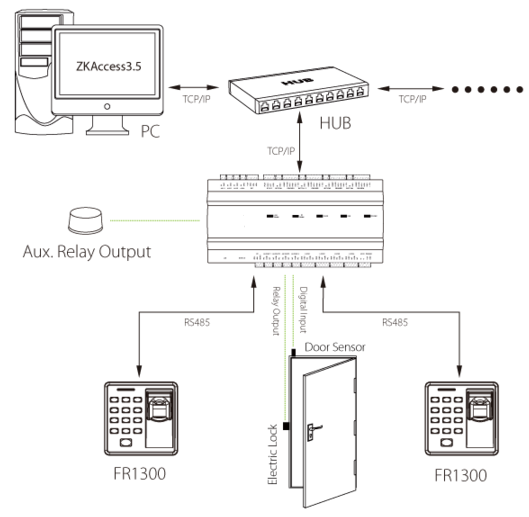 ZKAccess3.5
HUB
TCP/IP
TCP/IP
PC
HUB
TCP/IP
Aux. Relay Output
Relay Output
Digital Input
RS485
RS485
Door Sensor
Electric Lock
FR1300
FR1300